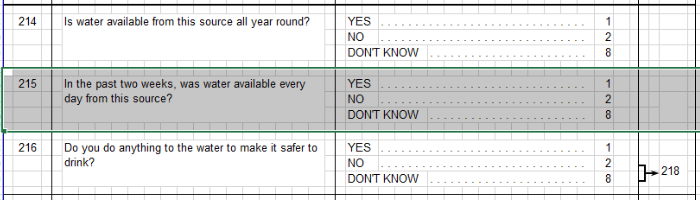 214 Is water available from this source all year round? YES . . . . . . . . . . . . . . . . . . . . . . . . . . . . 1
NO . . . . . . . . . . . . . . . . . . . . . . . . . . . . 2
DON'T KNOW . . . . . . . . . . . . . . . . . . . . . 8
215 In the past two weeks, was water available every YES . . . . . . . . . . . . . . . . . . . . . . . . . . . . 1
day from this source? NO . . . . . . . . . . . . . . . . . . . . . . . . . . . . 2
DON'T KNOW . . . . . . . . . . . . . . . . . . . . . 8
216 Do you do anything to the water to make it safer to YES . . . . . . . . . . . . . . . . . . . . . . . . . . . . 1
drink? NO . . . . . . . . . . . . . . . . . . . . . . . . . . . . 2
218
DON'T KNOW . . . . . . . . . . . . . . . . . . . . . 8